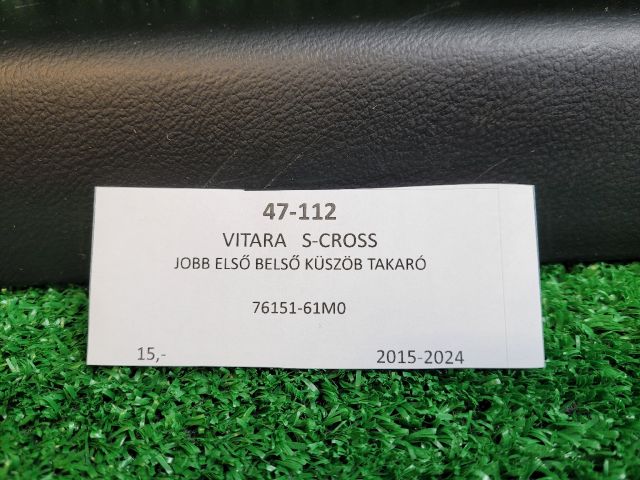 47-112
VITARA S-CROSS
JOBB ELSŐ BELSŐ KÜSZÖB TAKARÓ
76151-61M0
15,- 2015-2024